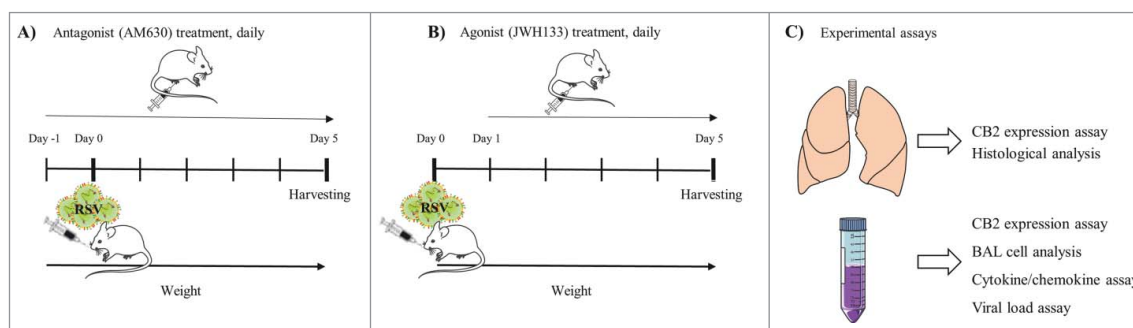 A) Antagonist (AM630) treatment, daily
Day -1 Day 0 Day 5
Harvesting
RSV
Weight
B) Agonist (JWH133) treatment, daily
Day 0 Day 1 Day 5
Harvesting
RSV
Weight
C) Experimental assays
CB2 expression assay
Histological analysis
CB2 expression assay
BAL cell analysis
Cytokine/chemokine assay
Viral load assay